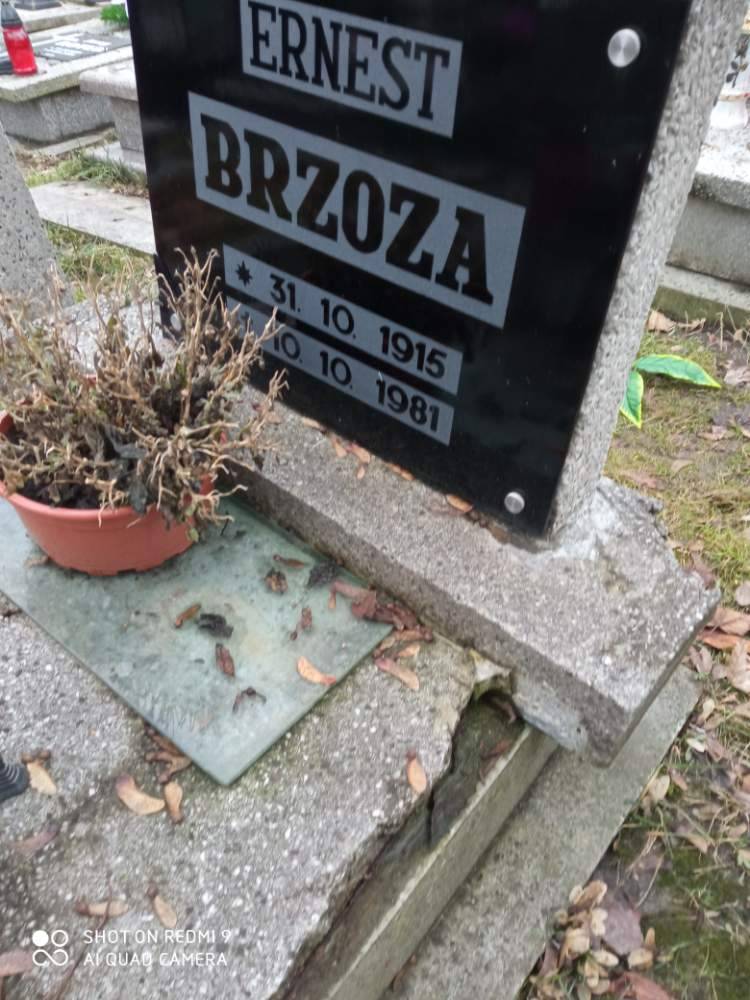 ERNEST
BRZOZA
* 31. 10. 1915
10. 10. 1981
SHOT ON REDMI 9
AI QUAD CAMERA